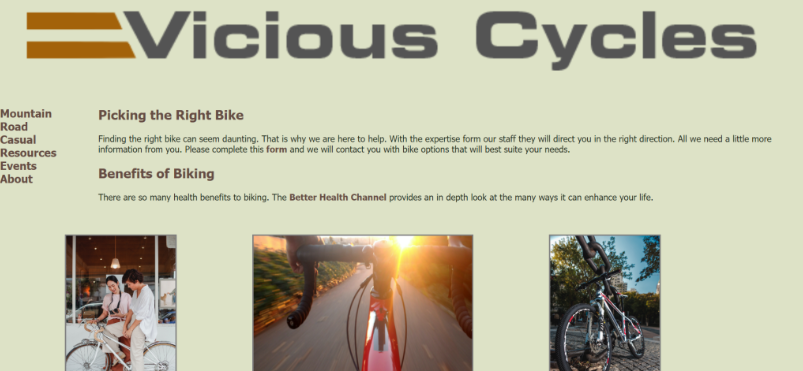 Vicious Cycles
Mountain
Road
Casual
Resources
Events
About
Picking the Right Bike
Finding the right bike can seem daunting. That is why we are here to help. With the expertise form our staff they will direct you in the right direction. All we need a little more
information from you. Please complete this form and we will contact you with bike options that will best suite your needs.
Benefits of Biking
There are so many health benefits to biking. The Better Health Channel provides an in depth look at the many ways it can enhance your life.